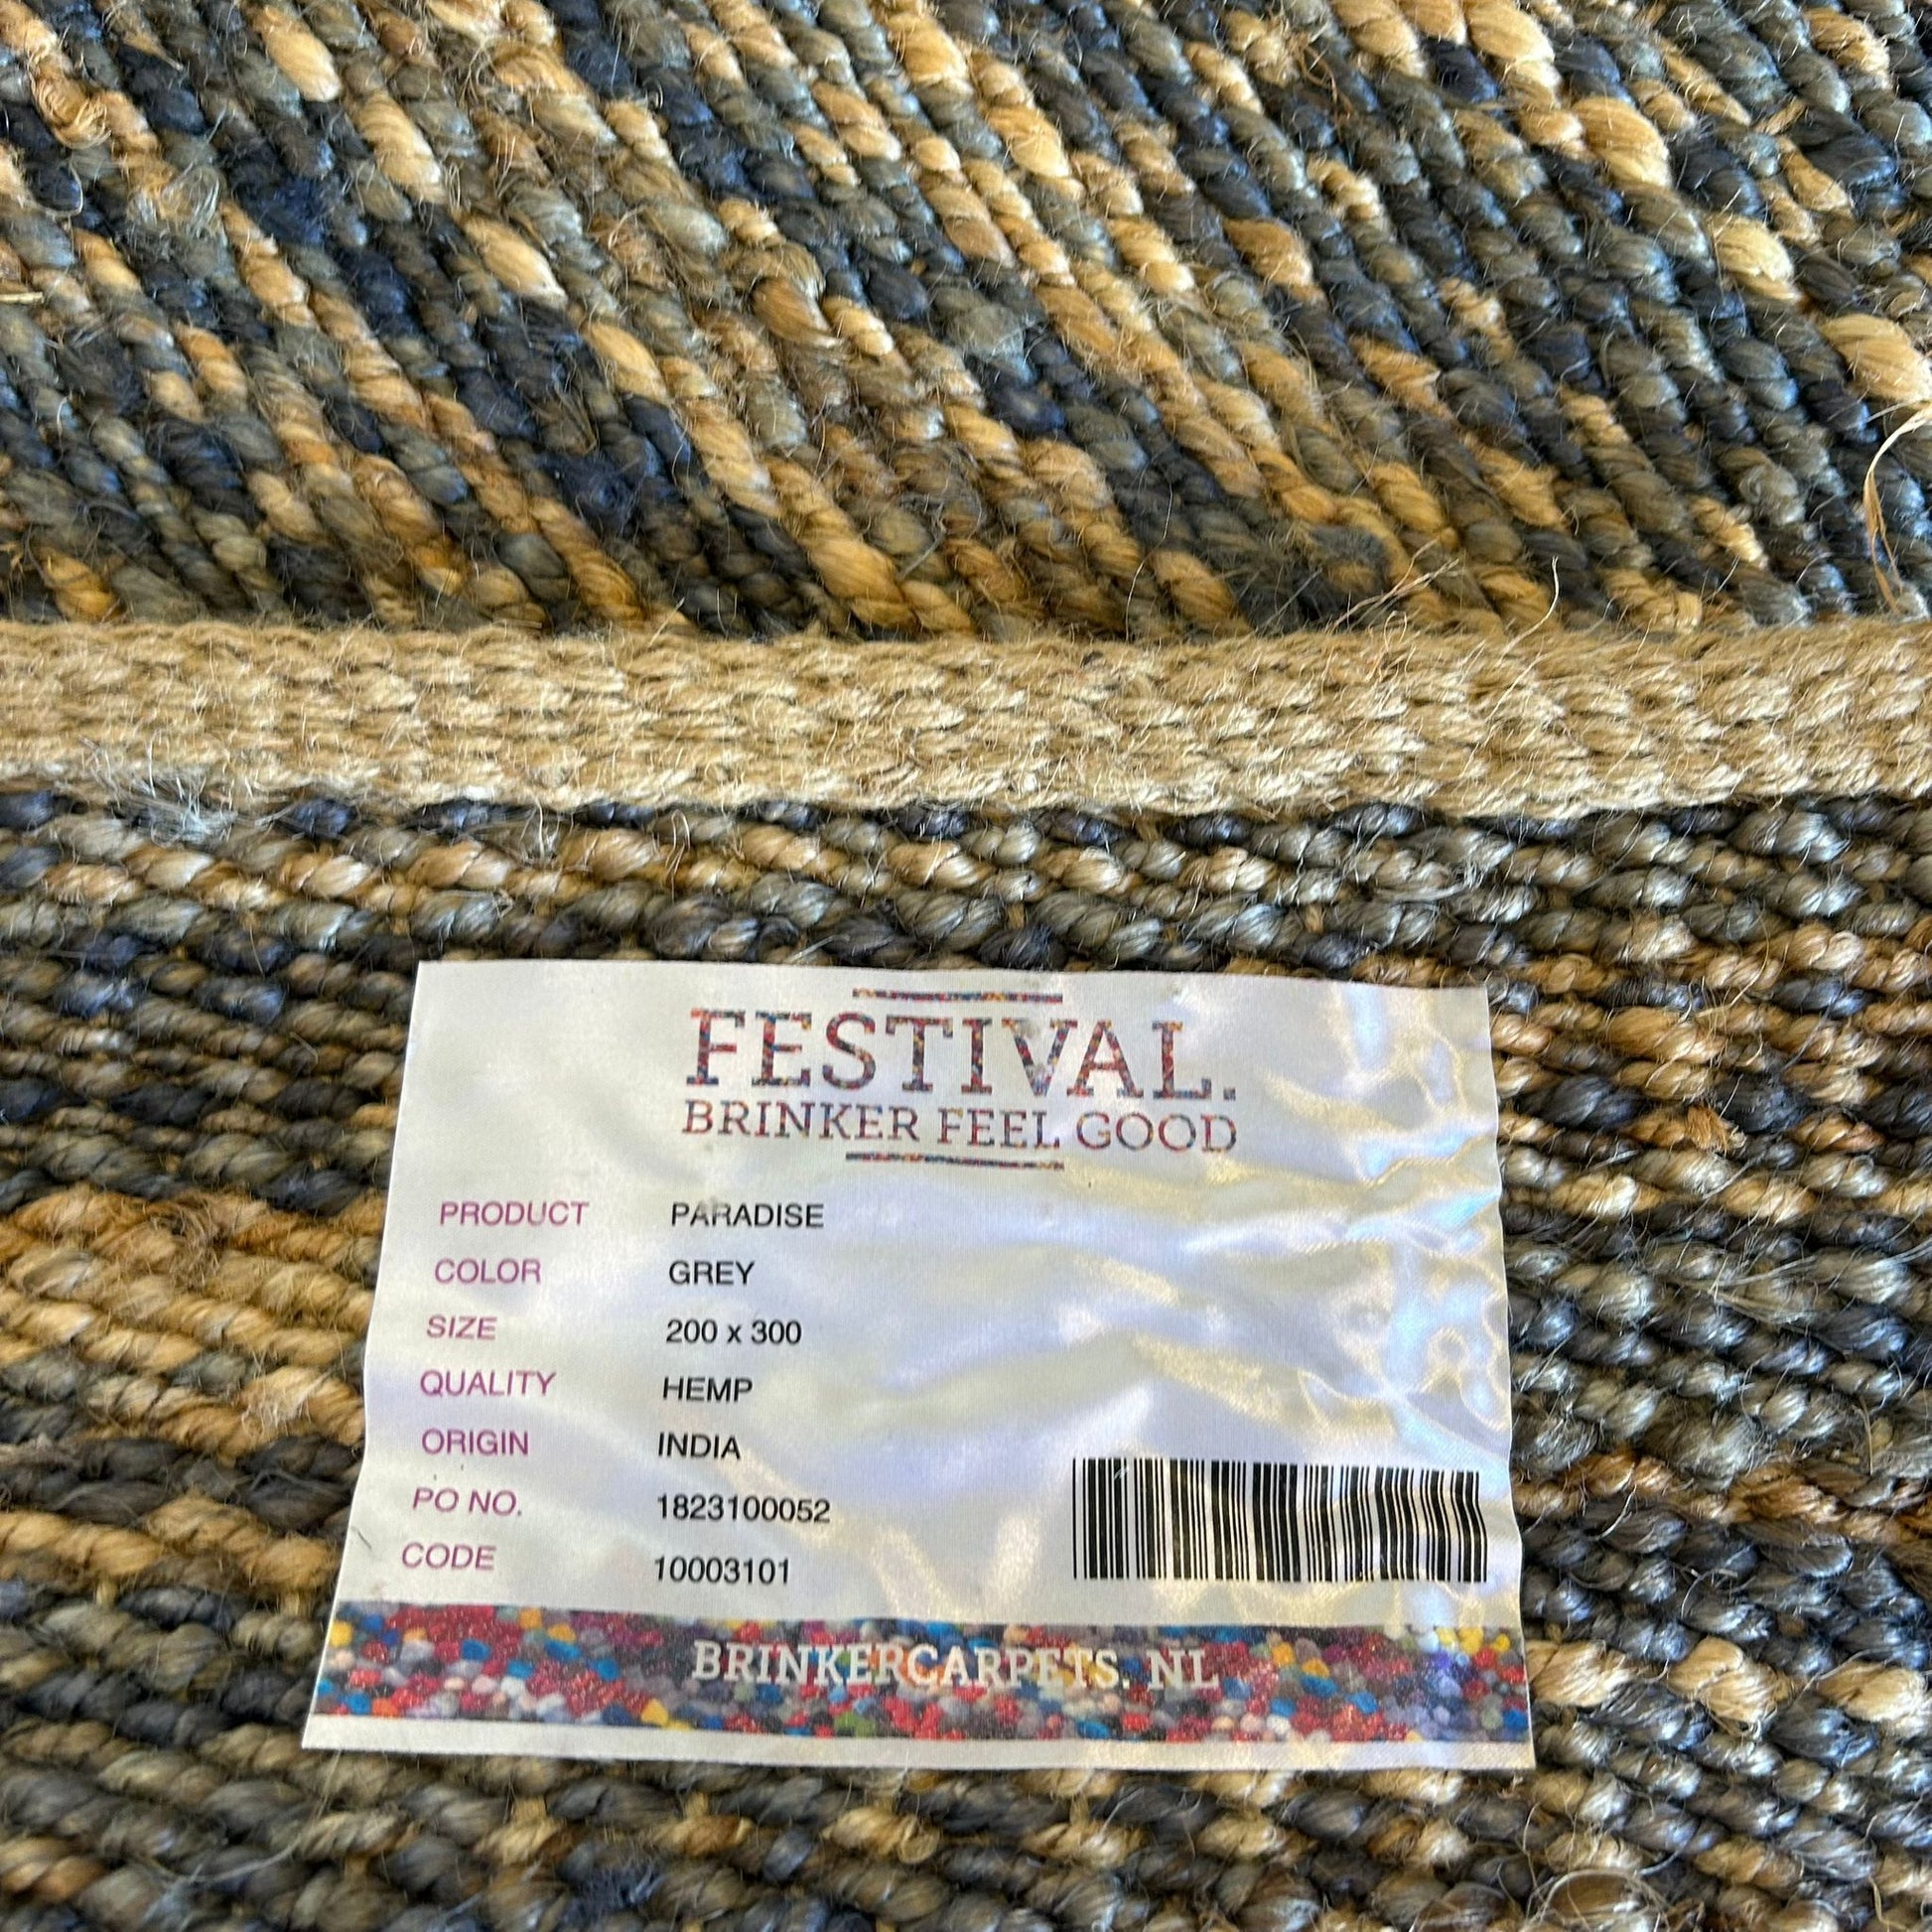 FESTIVAL.
BRINKER FEEL GOOD
PRODUCT PARADISE
COLOR GREY
SIZE 200 x 300
QUALITY HEMP
ORIGIN INDIA
PO NO. 1823100052
CODE 10003101
BRINKERCARPETS. NL